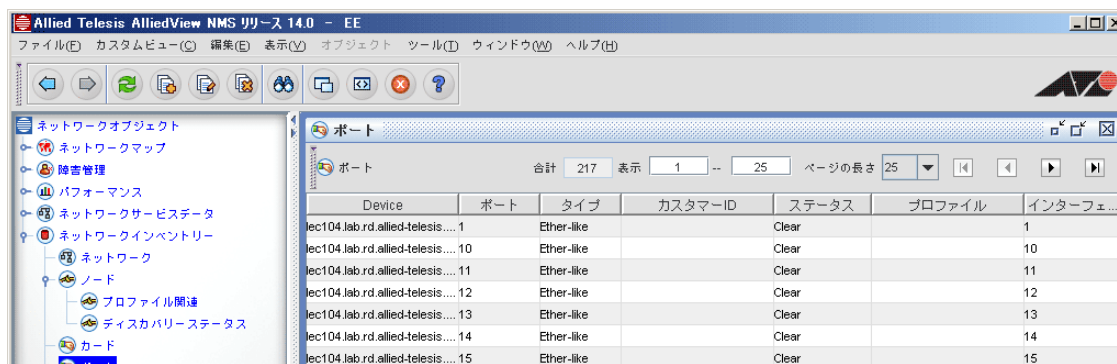 Allied Telesis AlliedView NMS リリース 14.0 - EE
ファイル(F) カスタムビュー(C) 編集(E) 表示(V) オブジェクト ツール(T) ウィンドウ(W) ヘルプ(H)
ネットワークオブジェクト
ネットワークマップ
障害管理
パフォーマンス
ネットワークサービスデータ
ネットワークインベントリー
ネットワーク
ノード
プロファイル関連
ディスカバリーステータス
カード
ポート
ポート 合計 217 表示 1 -- 25 ページの長さ 25
Device ポート タイプ カスタマーID ステータス プロファイル インターフェ...
lec104.lab.rd.allied-telesis.... 1 Ether-like Clear 1
lec104.lab.rd.allied-telesis.... 10 Ether-like Clear 10
lec104.lab.rd.allied-telesis.... 11 Ether-like Clear 11
lec104.lab.rd.allied-telesis.... 12 Ether-like Clear 12
lec104.lab.rd.allied-telesis.... 13 Ether-like Clear 13
lec104.lab.rd.allied-telesis.... 14 Ether-like Clear 14
lec104.lab.rd.allied-telesis.... 15 Ether-like Clear 15